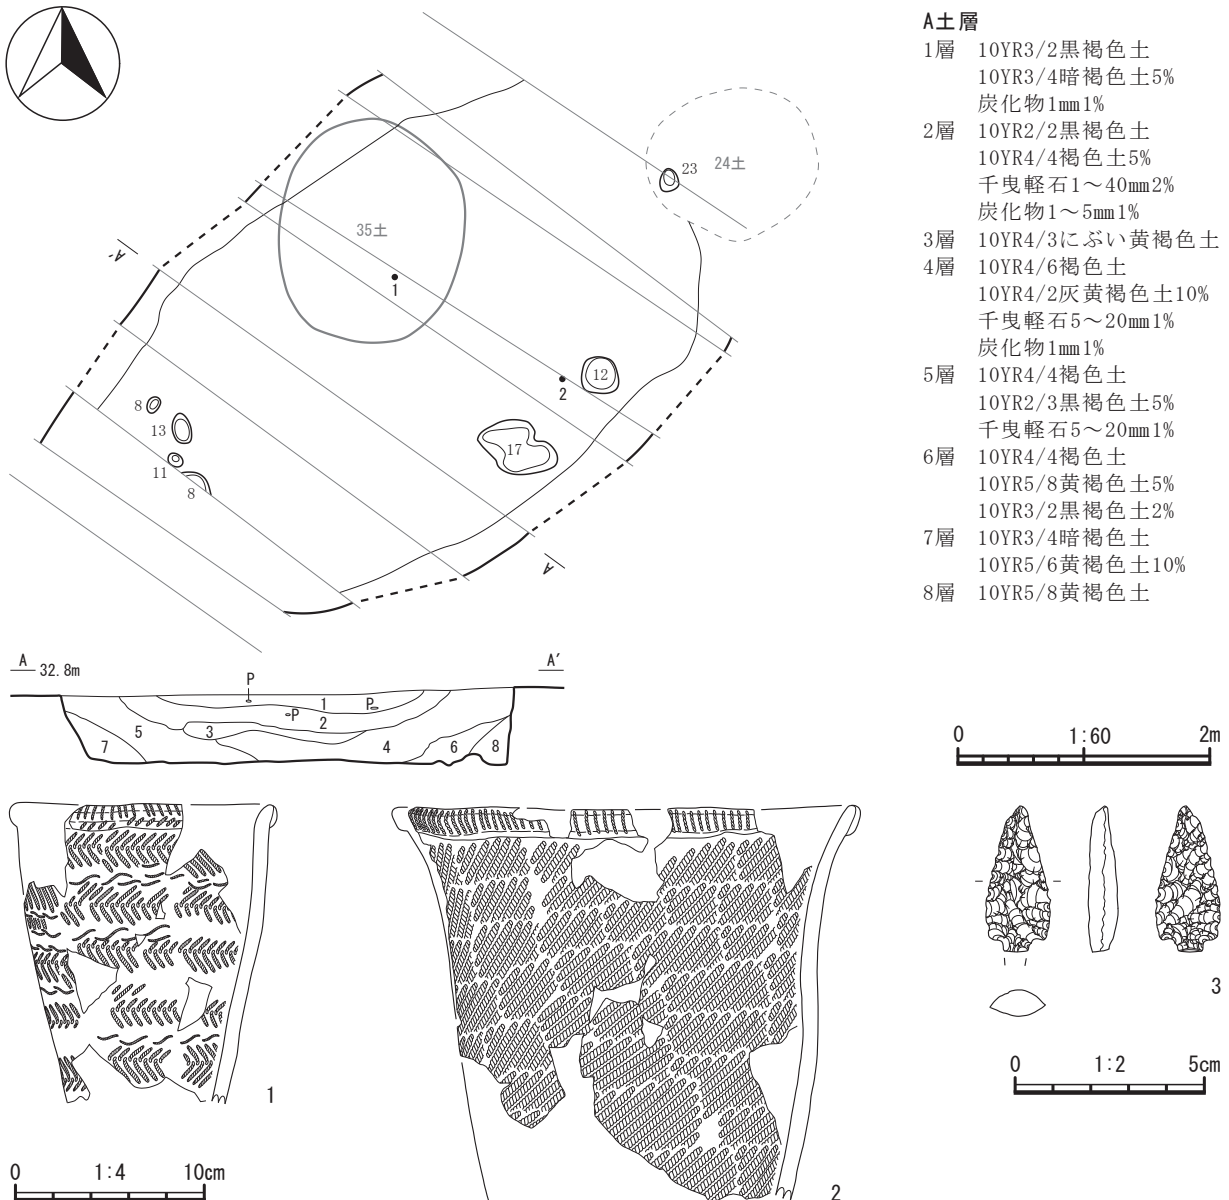 A土層
1層 10YR3/2黒褐色土
10YR3/4暗褐色土5%
炭化物1mm1%
2層 10YR2/2黒褐色土
10YR4/4褐色土5%
千曳軽石1～40mm2%
炭化物1～5mm1%
3層 10YR4/3にぶい黄褐色土
4層 10YR4/6褐色土
10YR4/2灰黄褐色土10%
千曳軽石5～20mm1%
炭化物1mm1%
5層 10YR4/4褐色土
10YR2/3黒褐色土5%
千曳軽石5～20mm1%
6層 10YR4/4褐色土
10YR5/8黄褐色土5%
10YR3/2黒褐色土2%
7層 10YR3/4暗褐色土
10YR5/6黄褐色土10%
8層 10YR5/8黄褐色土
24土
23
35土
A′
1
12
2
8
13
17
11
8
A
A 32.8m
A′
P
1
P
P
2
5
3
7
4
6
8
0 1:60 2m
1
2
3
0 1:2 5cm
0 1:4 10cm